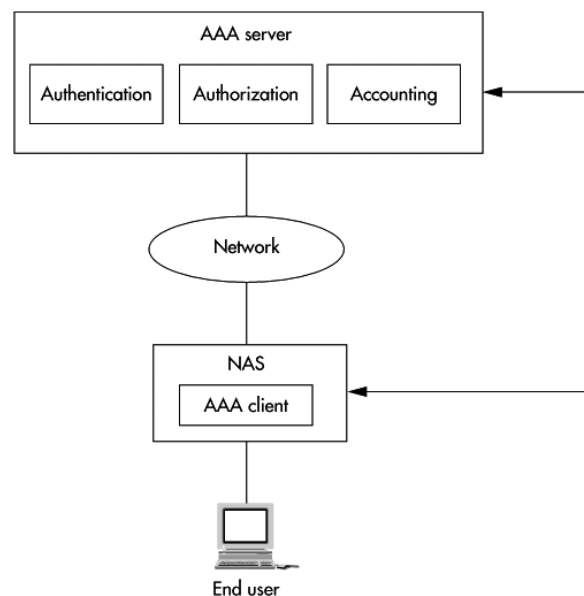 AAA server
Authentication
Authorization
Accounting
Network
NAS
AAA client
End user